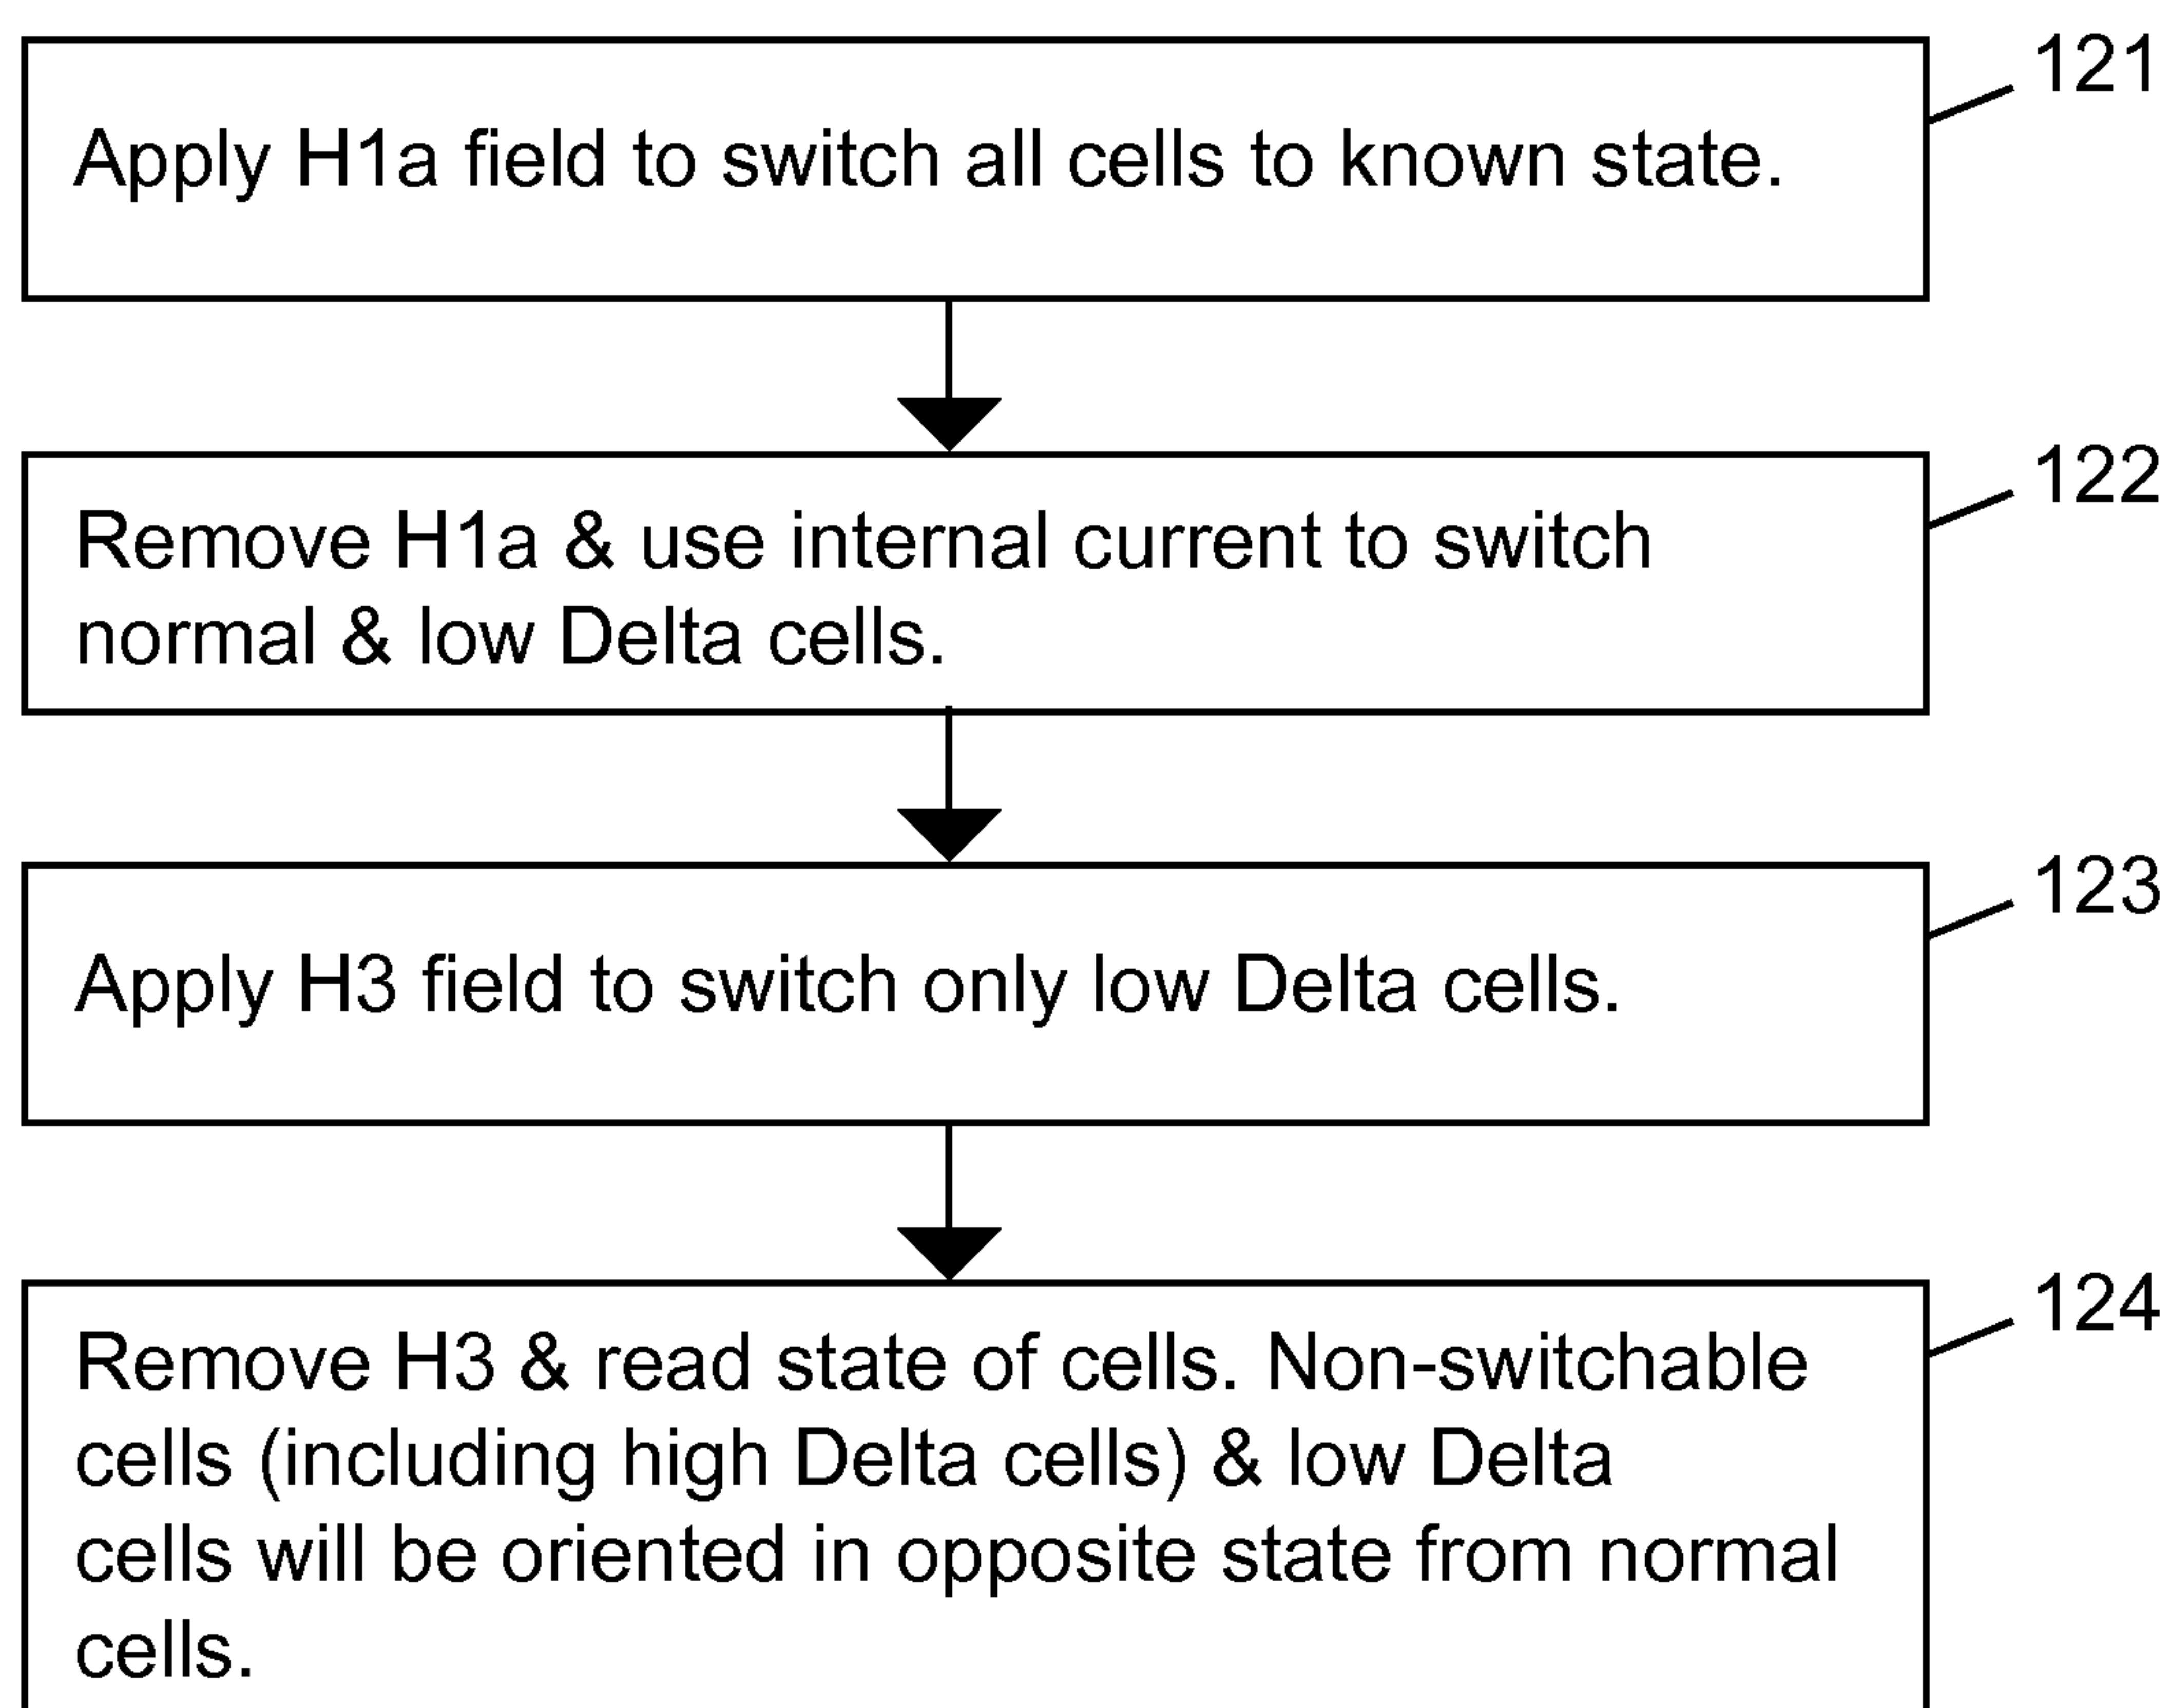 121
Apply H1a field to switch all cells to known state.
122
Remove H1a & use internal current to switch
normal & low Delta cells.
123
Apply H3 field to switch only low Delta cells.
124
Remove H3 & read state of cells. Non-switchable
cells (including high Delta cells) & low Delta
cells will be oriented in opposite state from normal
cells.